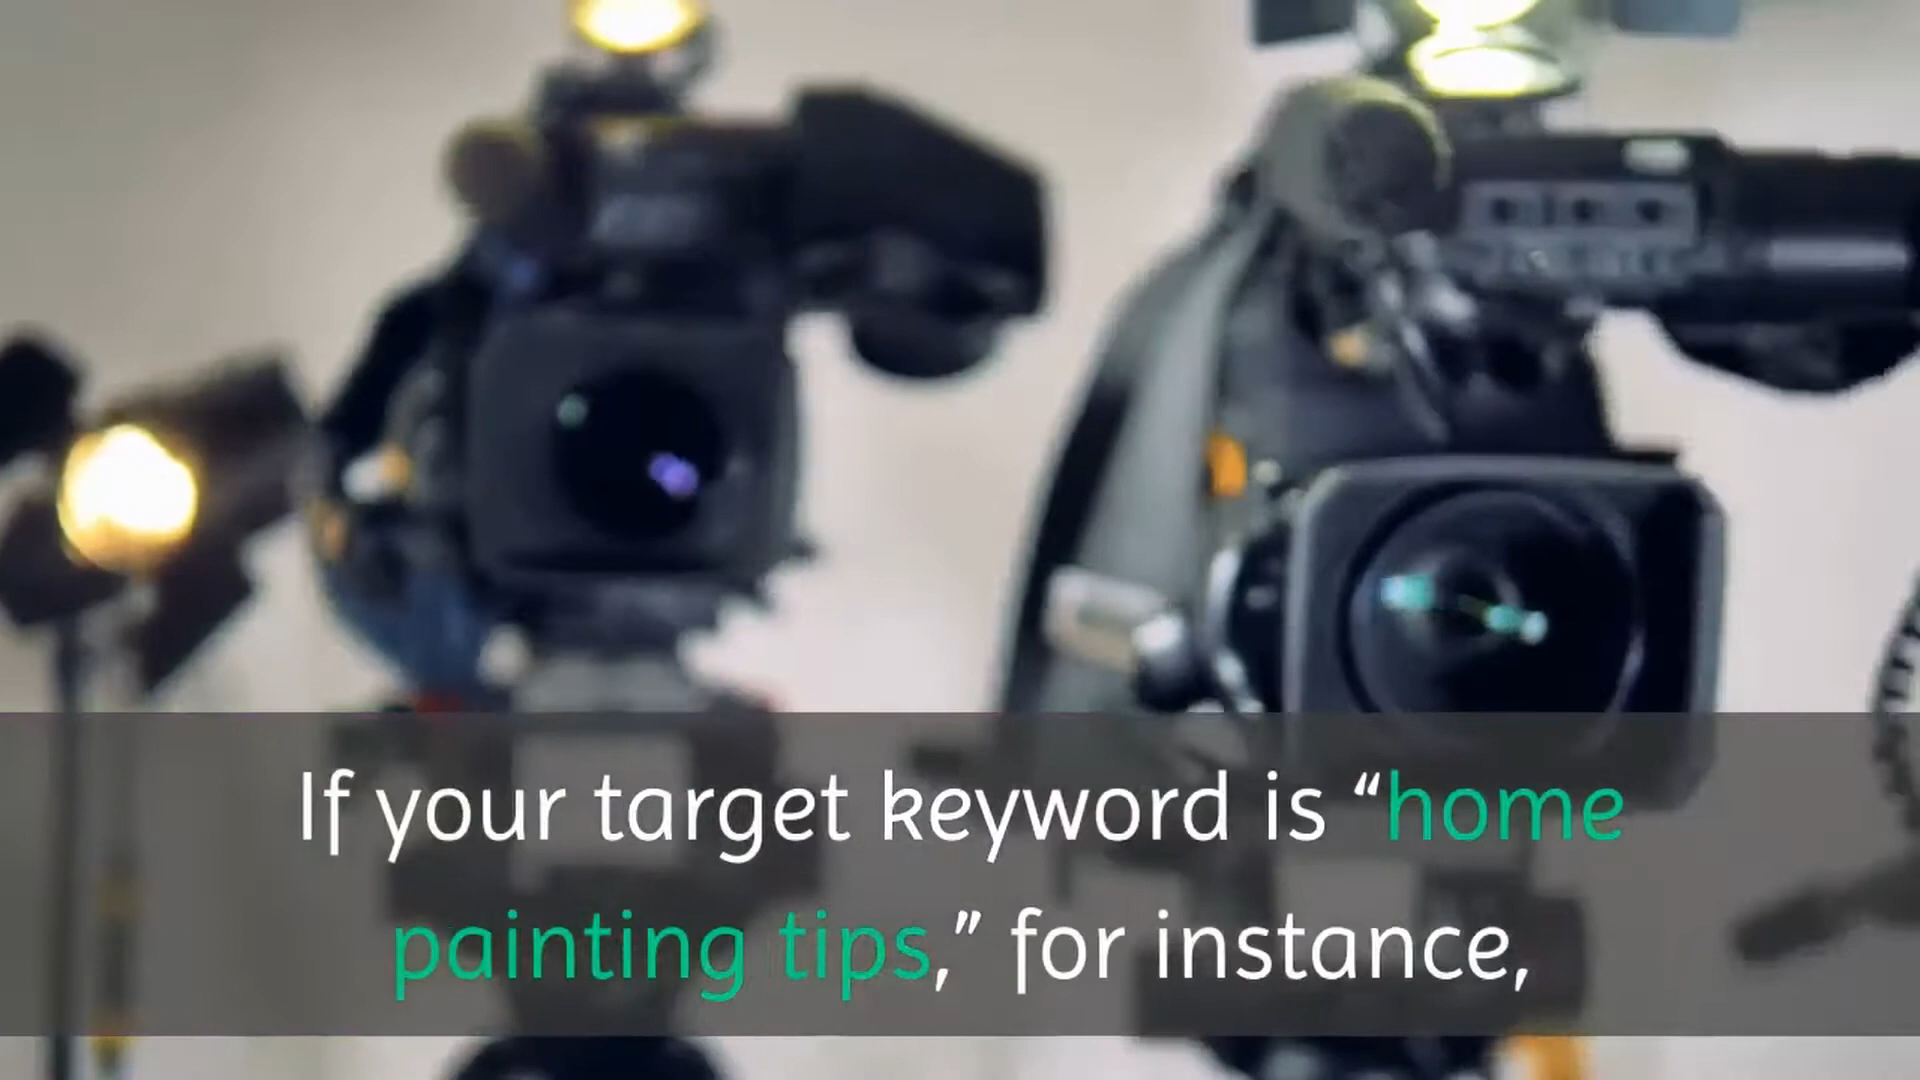 If your target keyword is “home
painting tips,” for instance,